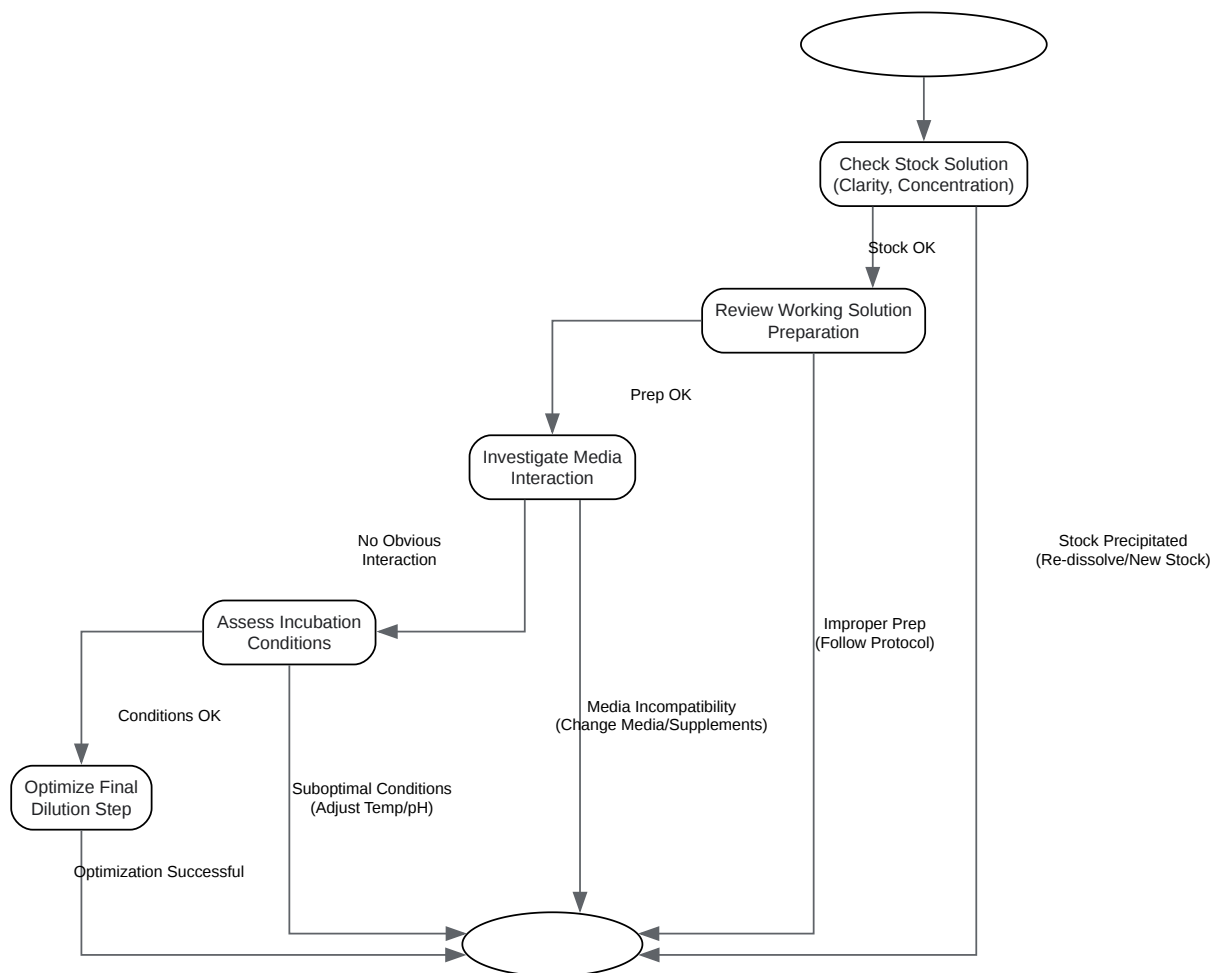 Check Stock Solution
(Clarity, Concentration)
Stock OK
Review Working Solution
Preparation
Prep OK
Investigate Media
Interaction
No Obvious
Interaction
Stock Precipitated
(Re-dissolve/New Stock)
Assess Incubation
Conditions
Improper Prep
(Follow Protocol)
Conditions OK
Media Incompatibility
(Change Media/Supplements)
Optimize Final
Dilution Step
Suboptimal Conditions
(Adjust Temp/pH)
Optimization Successful